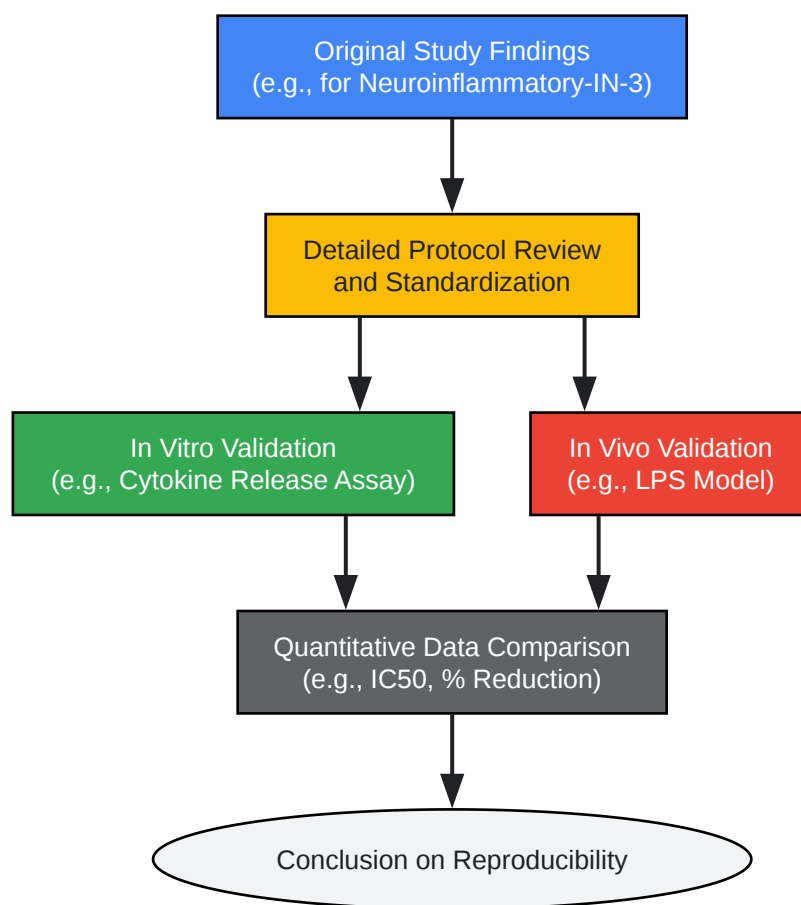 Original Study Findings
(e.g., for Neuroinflammatory-IN-3)
Detailed Protocol Review
and Standardization
In Vitro Validation
(e.g., Cytokine Release Assay)
In Vivo Validation
(e.g., LPS Model)
Quantitative Data Comparison
(e.g., IC50, % Reduction)
Conclusion on Reproducibility